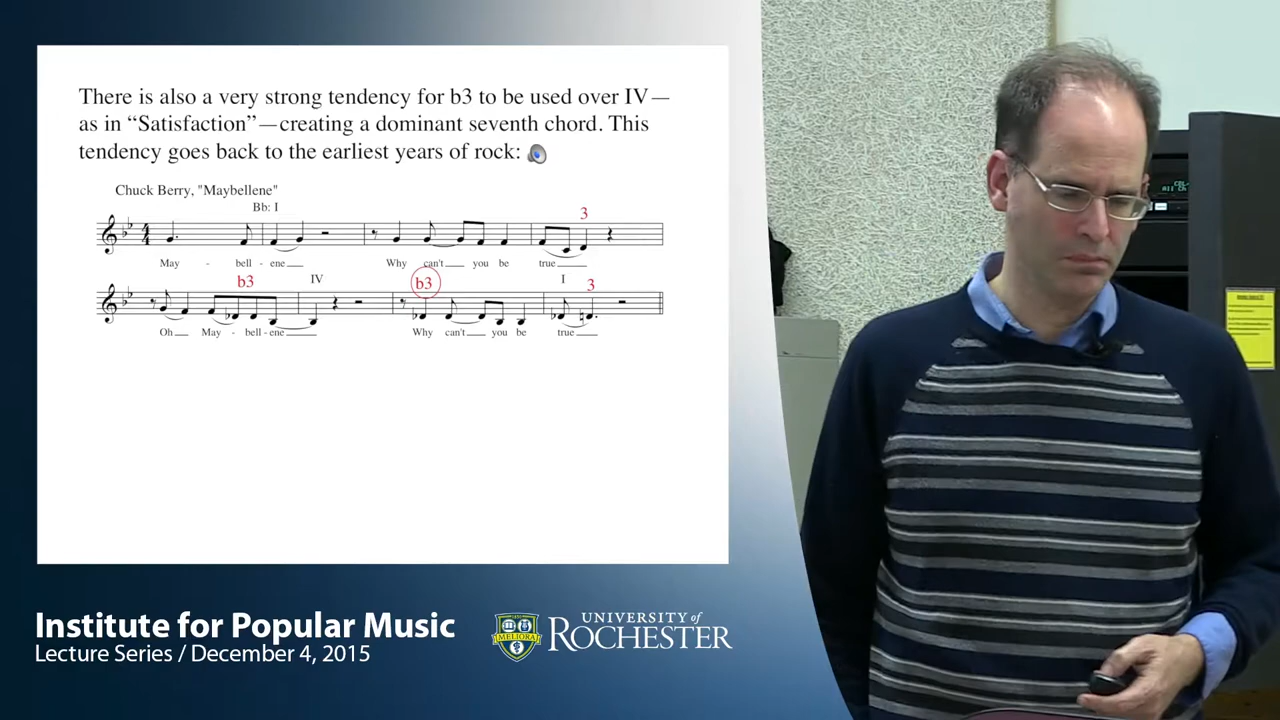 There is also a very strong tendency for b3 to be used over IV—
as in “Satisfaction”—creating a dominant seventh chord. This
tendency goes back to the earliest years of rock:
Chuck Berry, "Maybellene"
Bb: I
3
4
4
May - bell - ene Why can't you be true
b3 IV b3 I 3
Oh May - bell - ene Why can't you be true
Institute for Popular Music
Lecture Series / December 4, 2015
MELIORA
UNIVERSITY of
ROCHESTER